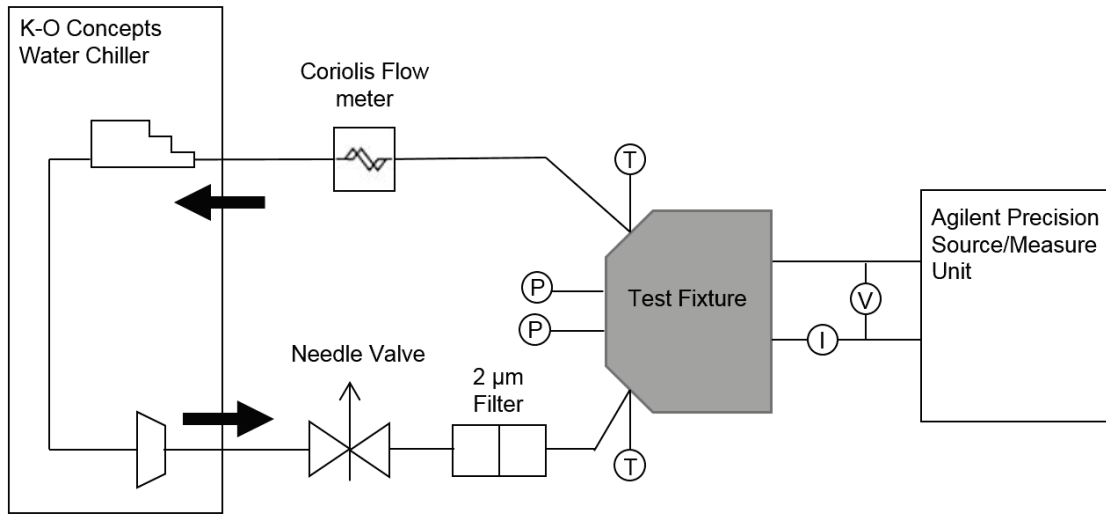 K-O Concepts
Water Chiller
Coriolis Flow
meter
T
Agilent Precision
Source/Measure
Unit
P
Test Fixture
V
P
I
Needle Valve
2 µm
Filter
T